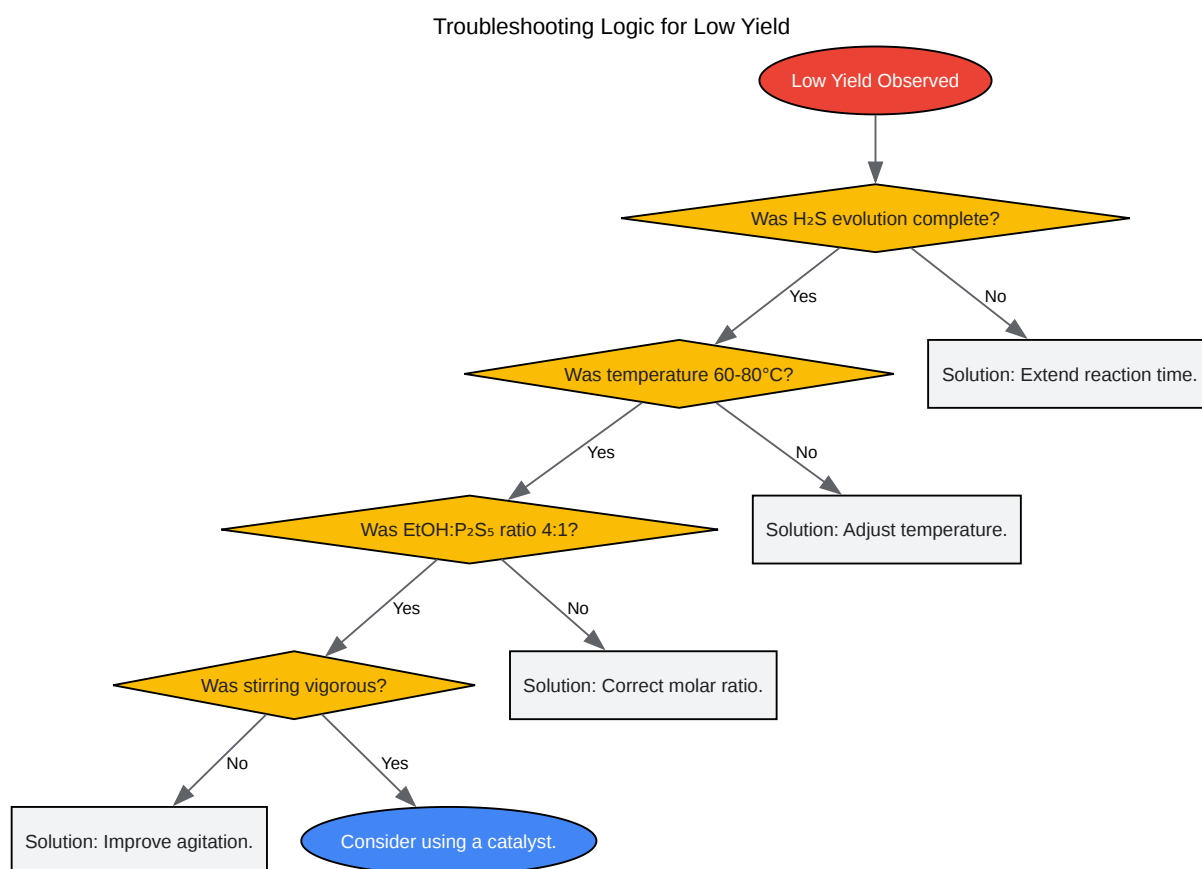 Troubleshooting Logic for Low Yield
Low Yield Observed
Was H₂S evolution complete?
Yes
No
Was temperature 60-80°C?
Solution: Extend reaction time.
Yes
No
Was EtOH:P₂S₅ ratio 4:1?
Solution: Adjust temperature.
Yes
No
Was stirring vigorous?
Solution: Correct molar ratio.
No
Yes
Solution: Improve agitation.
Consider using a catalyst.